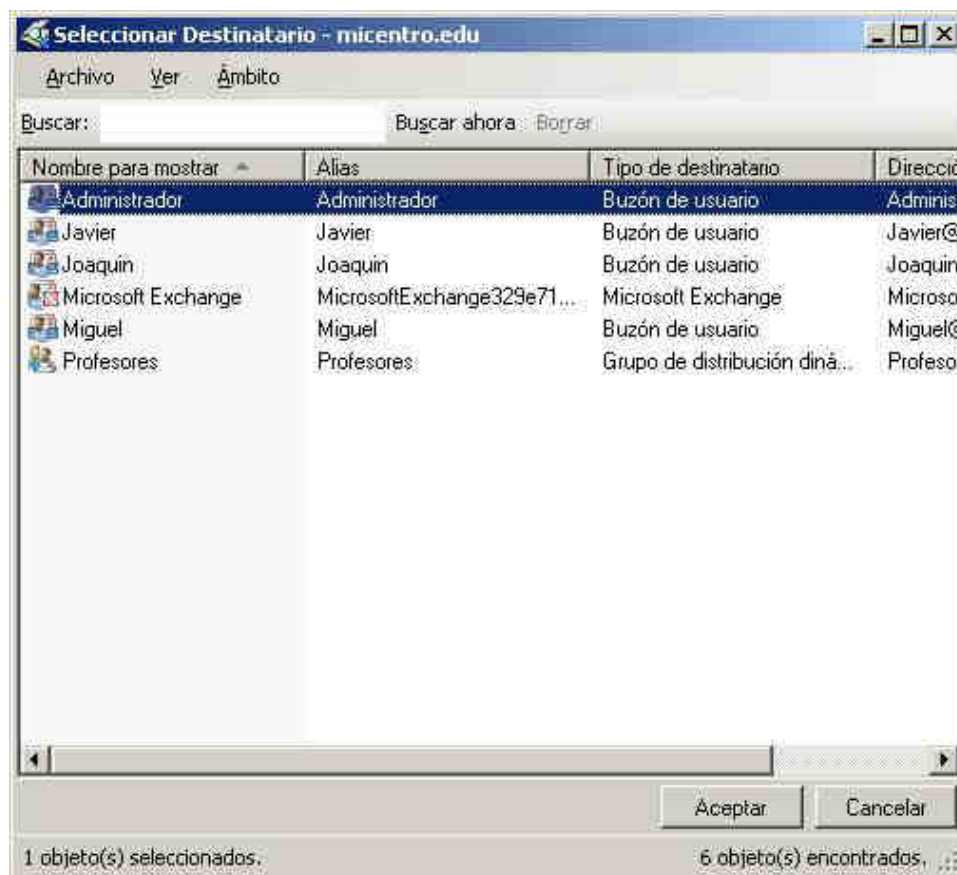 Seleccionar Destinatario - micentro.edu
Archivo Ver Ámbito
Buscar: Buscar ahora Borrar
Nombre para mostrar Alias Tipo de destinatario Direcció
Administrador Administrador Buzón de usuario Adminis
Javier Javier Buzón de usuario Javier@
Joaquin Joaquin Buzón de usuario Joaquin
Microsoft Exchange MicrosoftExchange329e71... Microsoft Exchange Microso
Miguel Miguel Buzón de usuario Miguel@
Profesores Profesores Grupo de distribución diná... Profeso
Aceptar Cancelar
1 objeto(s) seleccionados. 6 objeto(s) encontrados.